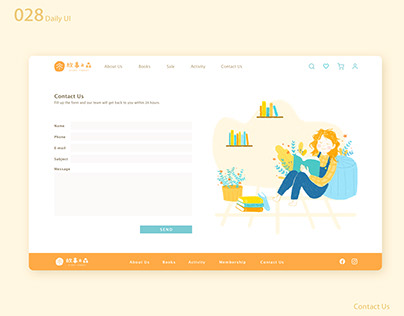 028 Daily UI
About Us Books Sale Activity Contact Us
Contact Us
Fill up the form and our team will get back to you within 24 hours.
Name
Phone
E-mail
Subject
Message
SEND
About Us Books Activity Membership Contact Us
Contact Us